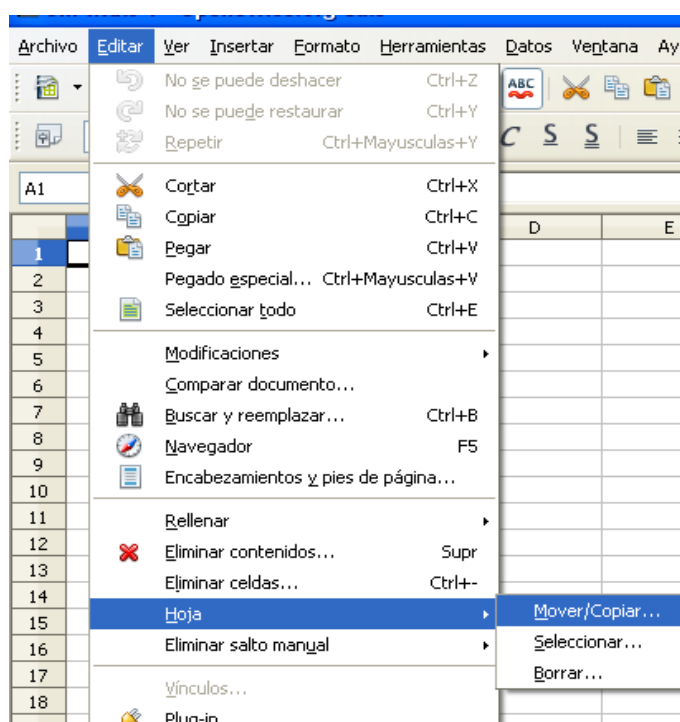 Archivo Editar Ver Insertar Formato Herramientas Datos Ventana Ay
No se puede deshacer Ctrl+Z
ABC
No se puede restaurar Ctrl+Y
Repetir Ctrl+Mayusculas+Y
C S S
A1
Cortar Ctrl+X
Copiar Ctrl+C
D E
Pegar Ctrl+V
1
2
Pegado especial... Ctrl+Mayusculas+V
3
Seleccionar todo Ctrl+E
4
5
Modificaciones
6
Comparar documento...
7
Buscar y reemplazar... Ctrl+B
8
Navegador F5
9
Encabezamientos y pies de página...
10
11
Rellenar
12
Eliminar contenidos... Supr
13
Eliminar celdas... Ctrl+-
14
Hoja
Mover/Copiar...
15
16
Eliminar salto manual
Seleccionar...
17
Borrar...
Vínculos...
18
Plug-in